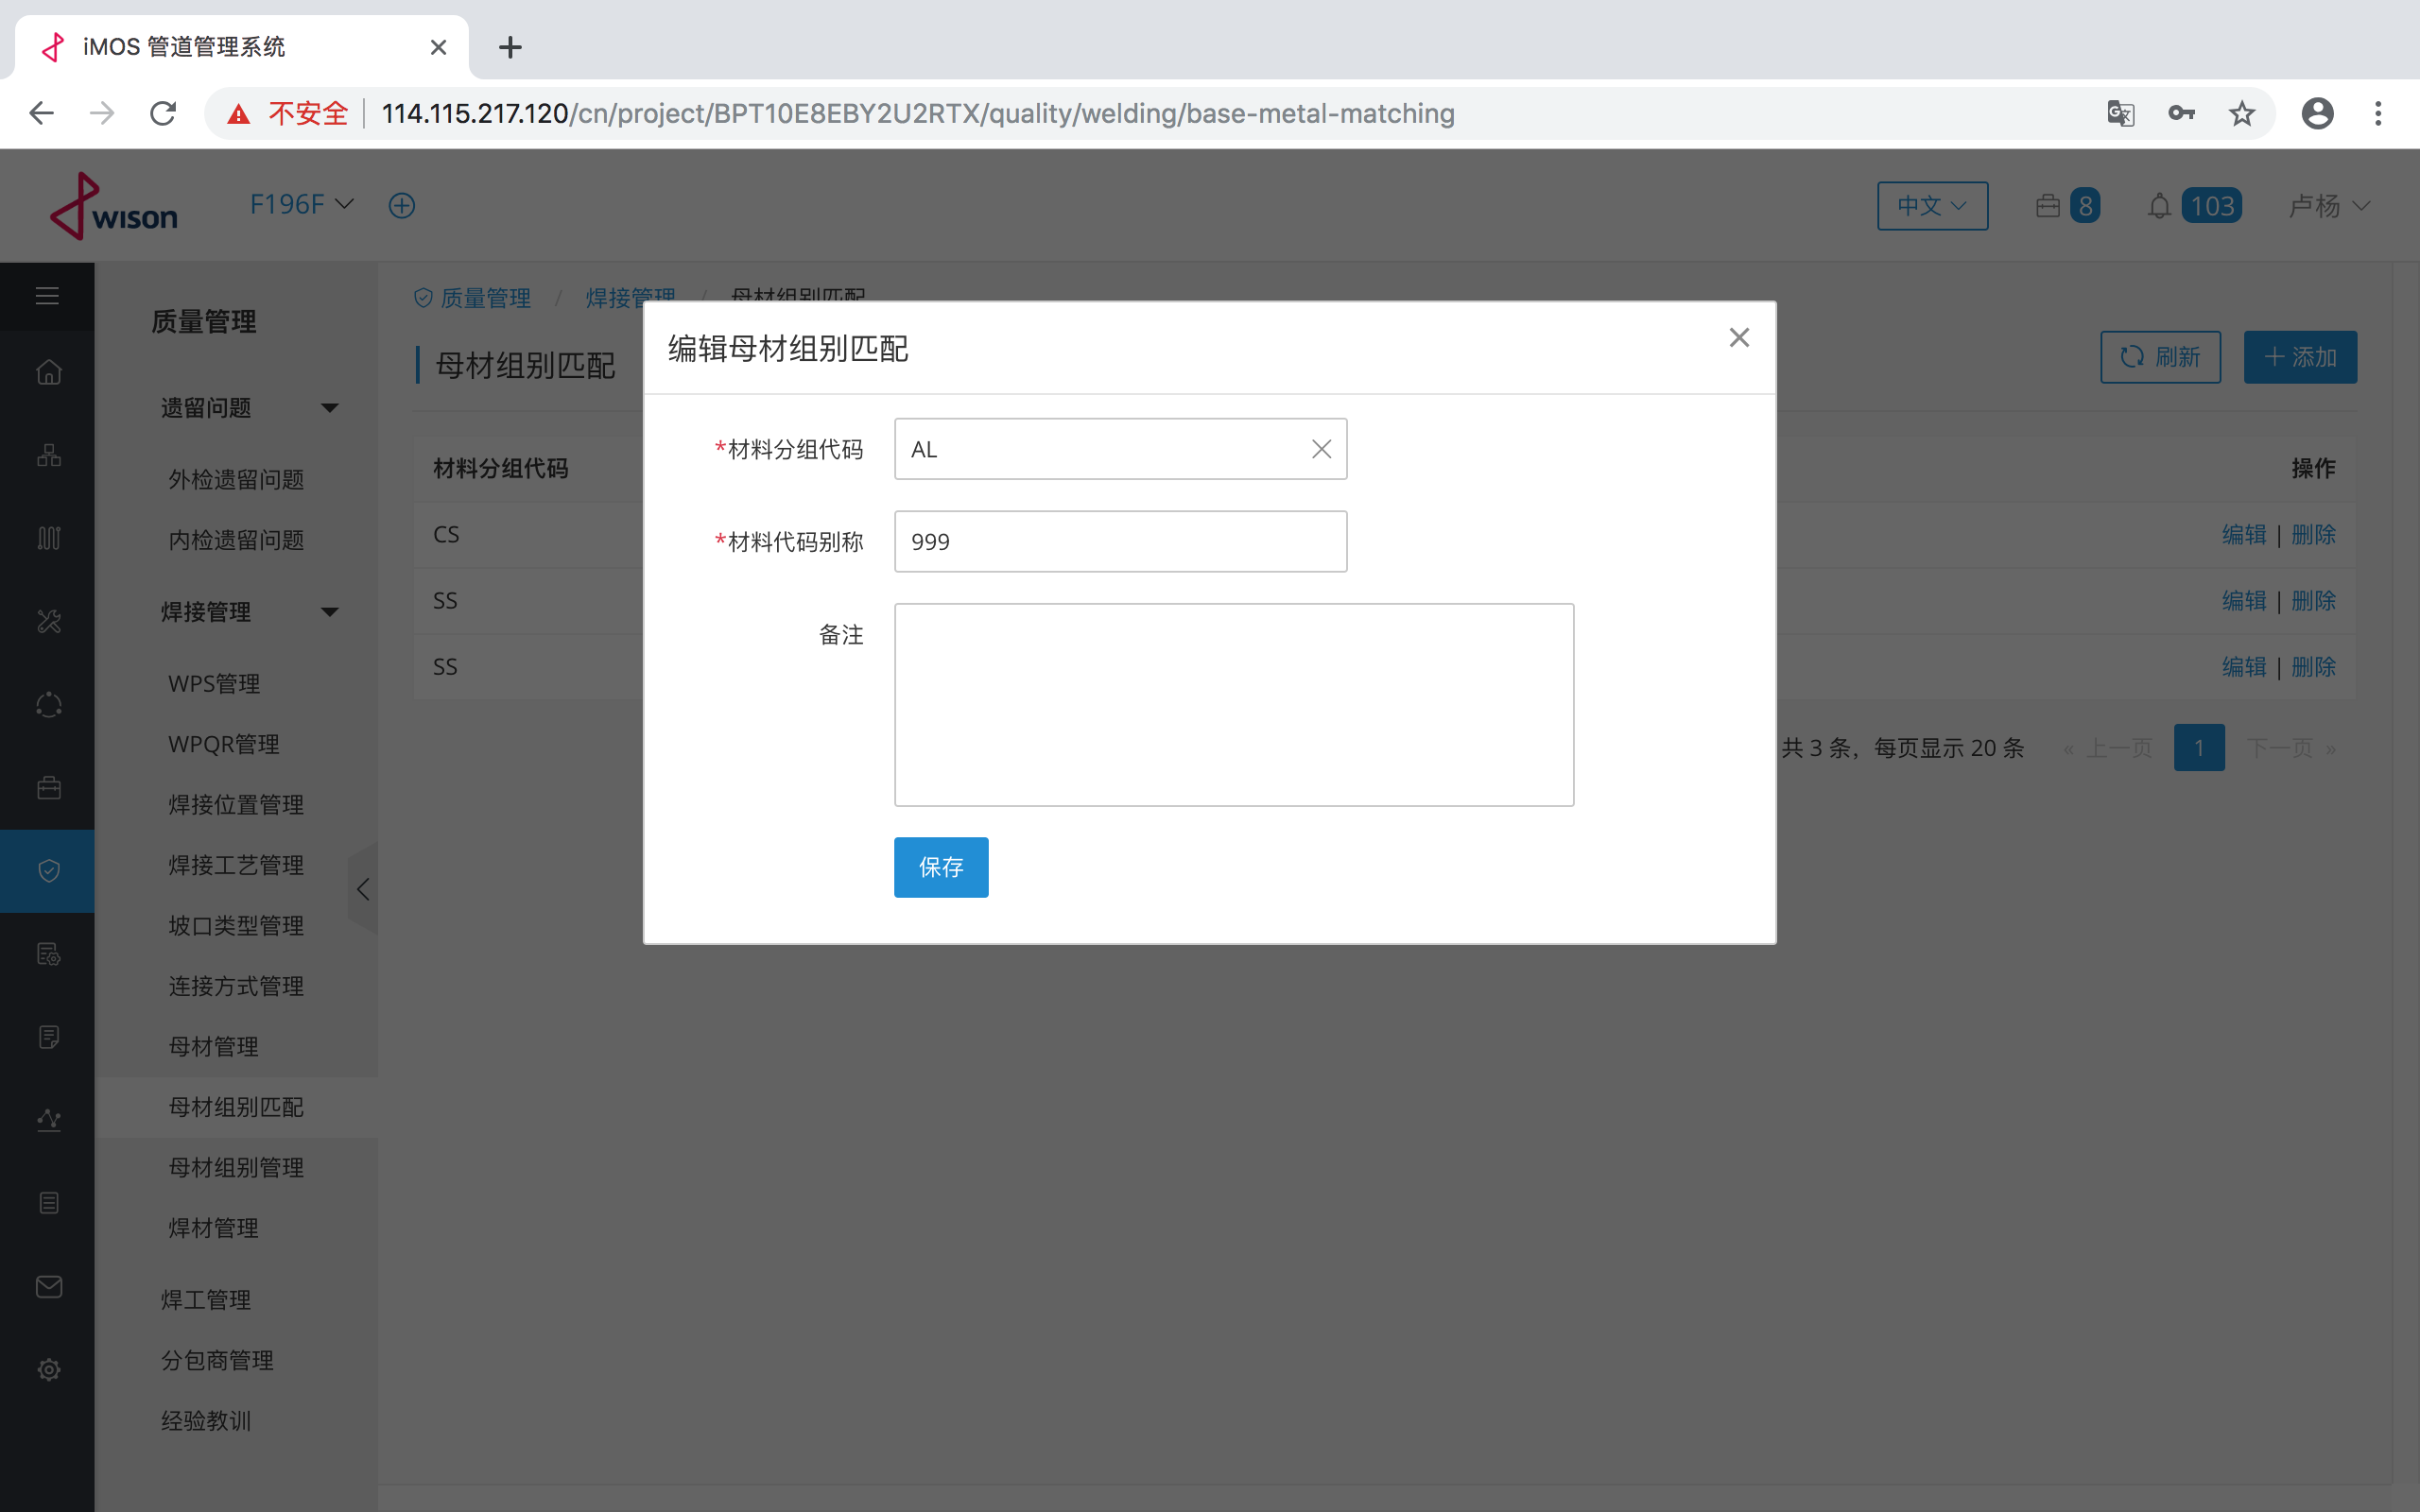 iMOS 管道管理系统
不安全
114.115.217.120/cn/project/BPT10E8EBY2U2RTX/quality/welding/base-metal-matching
wison
F196F
中文
8
103
卢杨
质量管理
遗留问题
外检遗留问题
内检遗留问题
焊接管理
WPS管理
WPQR管理
焊接位置管理
焊接工艺管理
坡口类型管理
连接方式管理
母材管理
母材组别匹配
母材组别管理
焊材管理
焊工管理
分包商管理
经验教训
质量管理 / 焊接管理 / 母材组别匹配
母材组别匹配
刷新
添加
材料分组代码
操作
CS
编辑 | 删除
SS
编辑 | 删除
SS
编辑 | 删除
共 3 条，每页显示 20 条 « 上一页 1 下一页 »
编辑母材组别匹配
*材料分组代码
AL
*材料代码别称
999
备注
保存